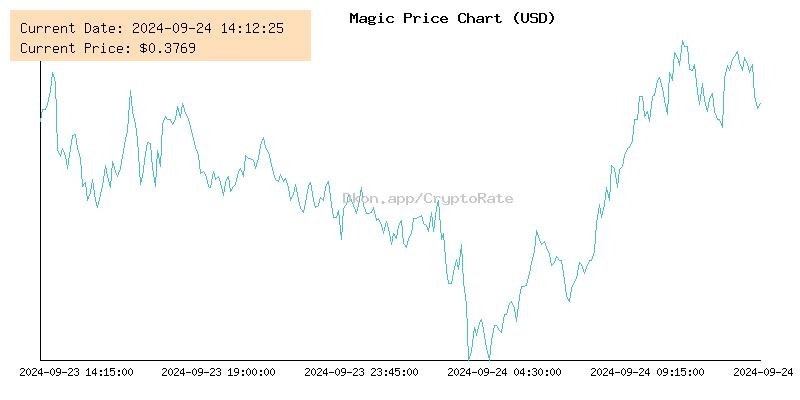 Magic Price Chart (USD)
Current Date: 2024-09-24 14:12:25
Current Price: $0.3769
Dkon.app/CryptoRate
2024-09-23 14:15:00 2024-09-23 19:00:00 2024-09-23 23:45:00 2024-09-24 04:30:00 2024-09-24 09:15:00 2024-09-24